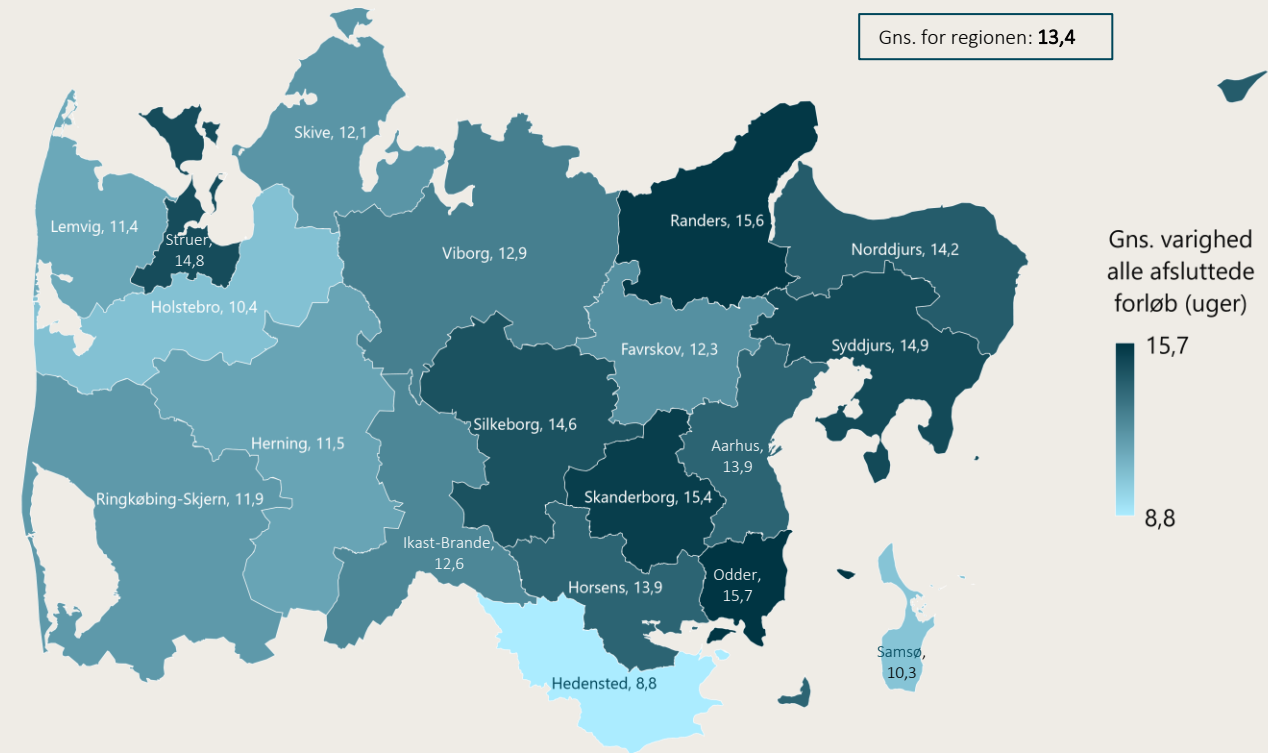 Gns. for regionen: 13,4
Skive, 12,1
Lemvig, 11,4
Struer,
14,8
Randers, 15,6
Viborg, 12,9
Norddjurs, 14,2
Holstebro, 10,4
Favrskov, 12,3
Syddjurs, 14,9
Gns. varighed
alle afsluttede
forløb (uger)
15,7
8,8
Silkeborg, 14,6
Herning, 11,5
Aarhus,
13,9
Ringkøbing-Skjern, 11,9
Skanderborg, 15,4
Ikast-Brande,
12,6
Horsens, 13,9
Odder,
15,7
Samsø,
10,3
Hedensted, 8,8